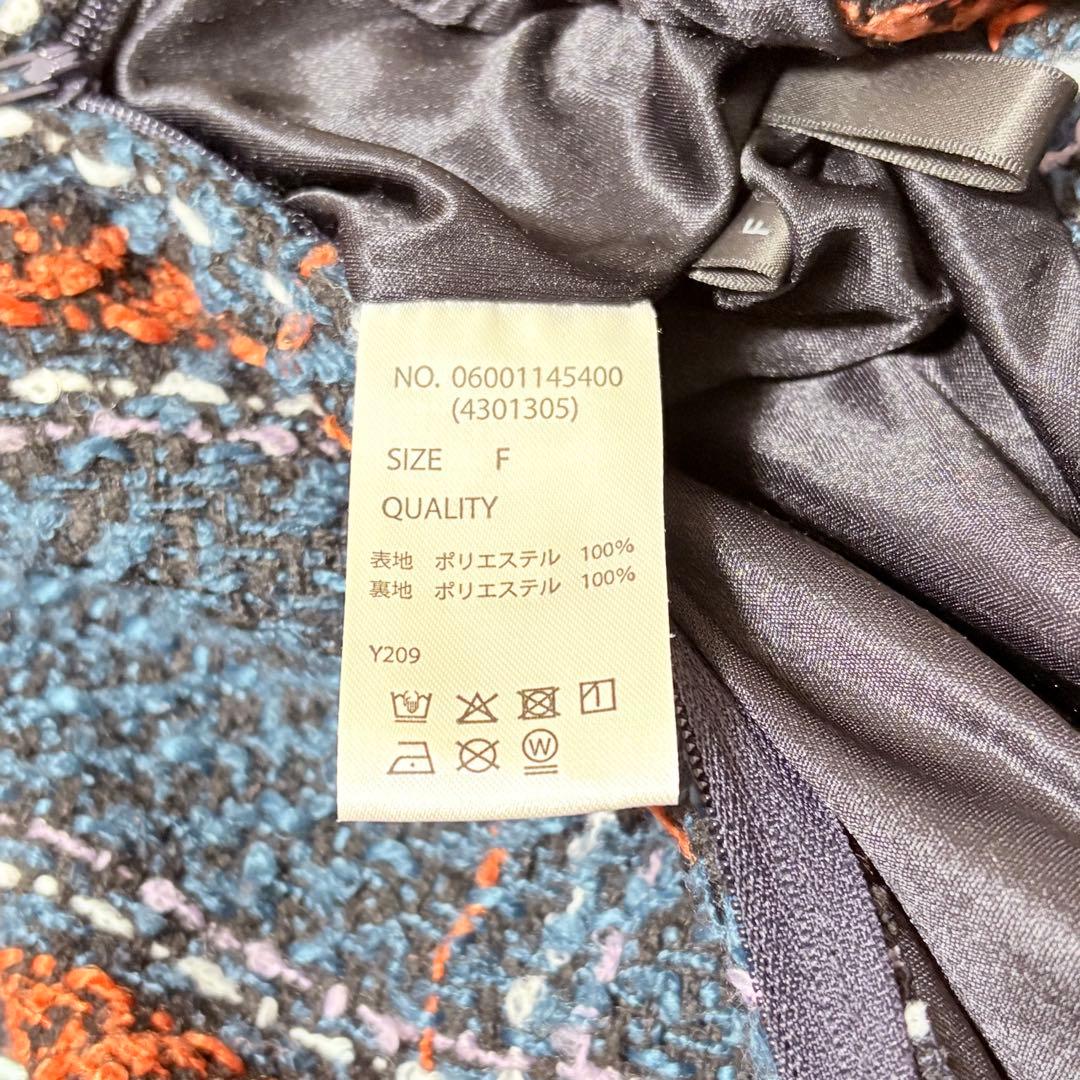 F
NO. 06001145400
(4301305)
SIZE F
QUALITY
表地 ポリエステル 100%
裏地 ポリエステル 100%
Y209
W